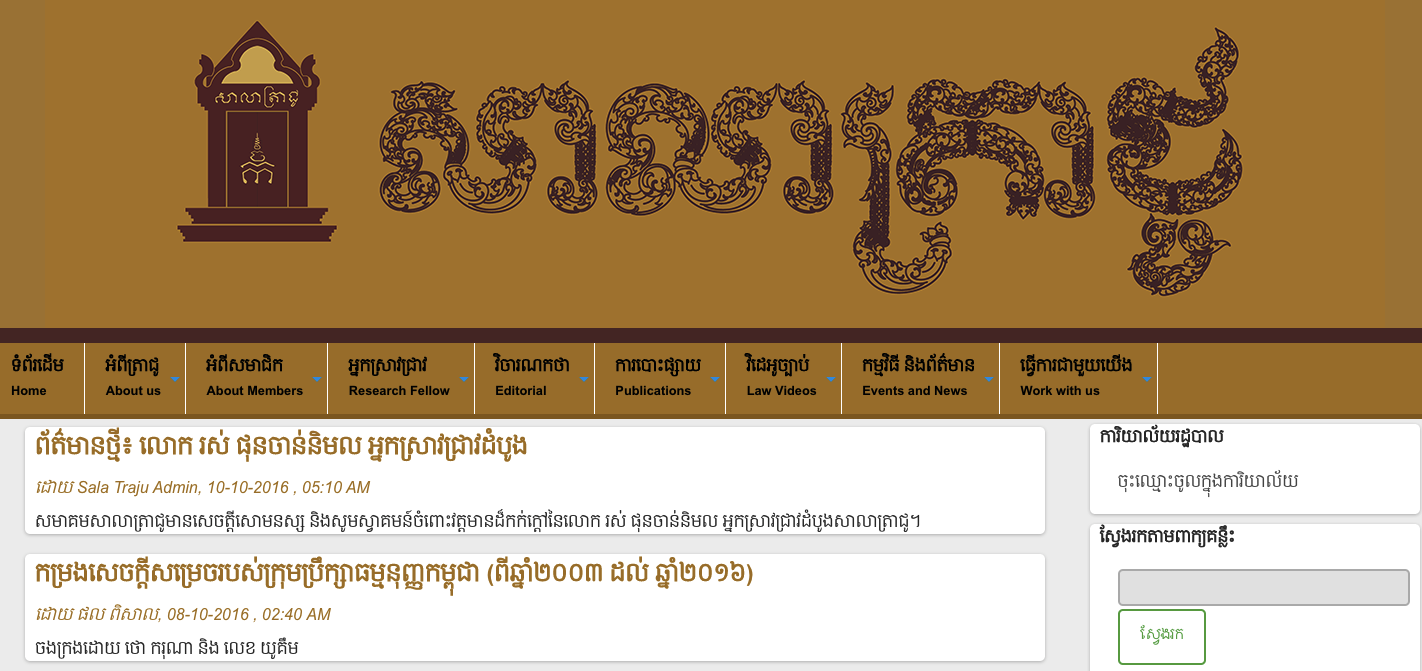 សាលាត្រាជូ
សាលាត្រាជូ
ទំព័រដើម
Home
អំពីត្រាជូ
About us
អំពីសមាជិក
About Members
អ្នកស្រាវជ្រាវ
Research Fellow
វិចារណកថា
Editorial
ការបោះផ្សាយ
Publications
វិដេអូច្បាប់
Law Videos
កម្មវិធី និងព័ត៌មាន
Events and News
ធ្វើការជាមួយយើង
Work with us
ព័ត៌មានថ្មី៖ លោក រស់ ផុនចាន់និមល អ្នកស្រាវជ្រាវដំបូង
ដោយ Sala Traju Admin, 10-10-2016 , 05:10 AM
សមាគមសាលាត្រាជូមានសេចត្តីសោមនស្ស និងសូមស្វាគមន៍ចំពោះវត្តមានដ៏កក់ក្តៅនៃលោក រស់ ផុនចាន់និមល អ្នកស្រាវជ្រាវដំបូងសាលាត្រាជូ។
កម្រងសេចក្តីសម្រេចរបស់ក្រុមប្រឹក្សាធម្មនុញ្ញកម្ពុជា (ពីឆ្នាំ២០០៣ ដល់ ឆ្នាំ២០១៦)
ដោយ ផល ពិសាល, 08-10-2016 , 02:40 AM
ចងក្រងដោយ ថោ ករុណា និង លេខ យូគឹម
ការិយាល័យរដ្ឋបាល
ចុះឈ្មោះចូលក្នុងការិយាល័យ
ស្វែងរកតាមពាក្យគន្លឹះ
ស្វែងរក